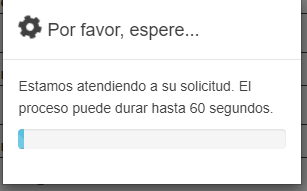 Por favor, espere...
Estamos atendiendo a su solicitud. El
proceso puede durar hasta 60 segundos.